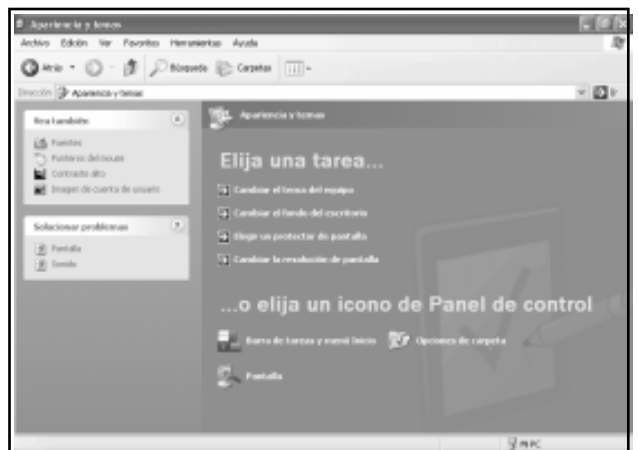 Apariencia y temas
Archivo Edición Ver Favoritos Herramientas Ayuda
Atrás Búsqueda Carpetas
Dirección Apariencia y temas Ir
Vea también
Fuentes
Punteros del mouse
Contraste alto
Imagen de cuenta de usuario
Solucionar problemas
Pantalla
Sonido
Apariencia y temas
Elija una tarea...
Cambiar el tema del equipo
Cambiar el fondo del escritorio
Elegir un protector de pantalla
Cambiar la resolución de pantalla
...o elija un icono de Panel de control
Barra de tareas y menú Inicio Opciones de carpeta
Pantalla
Mi PC